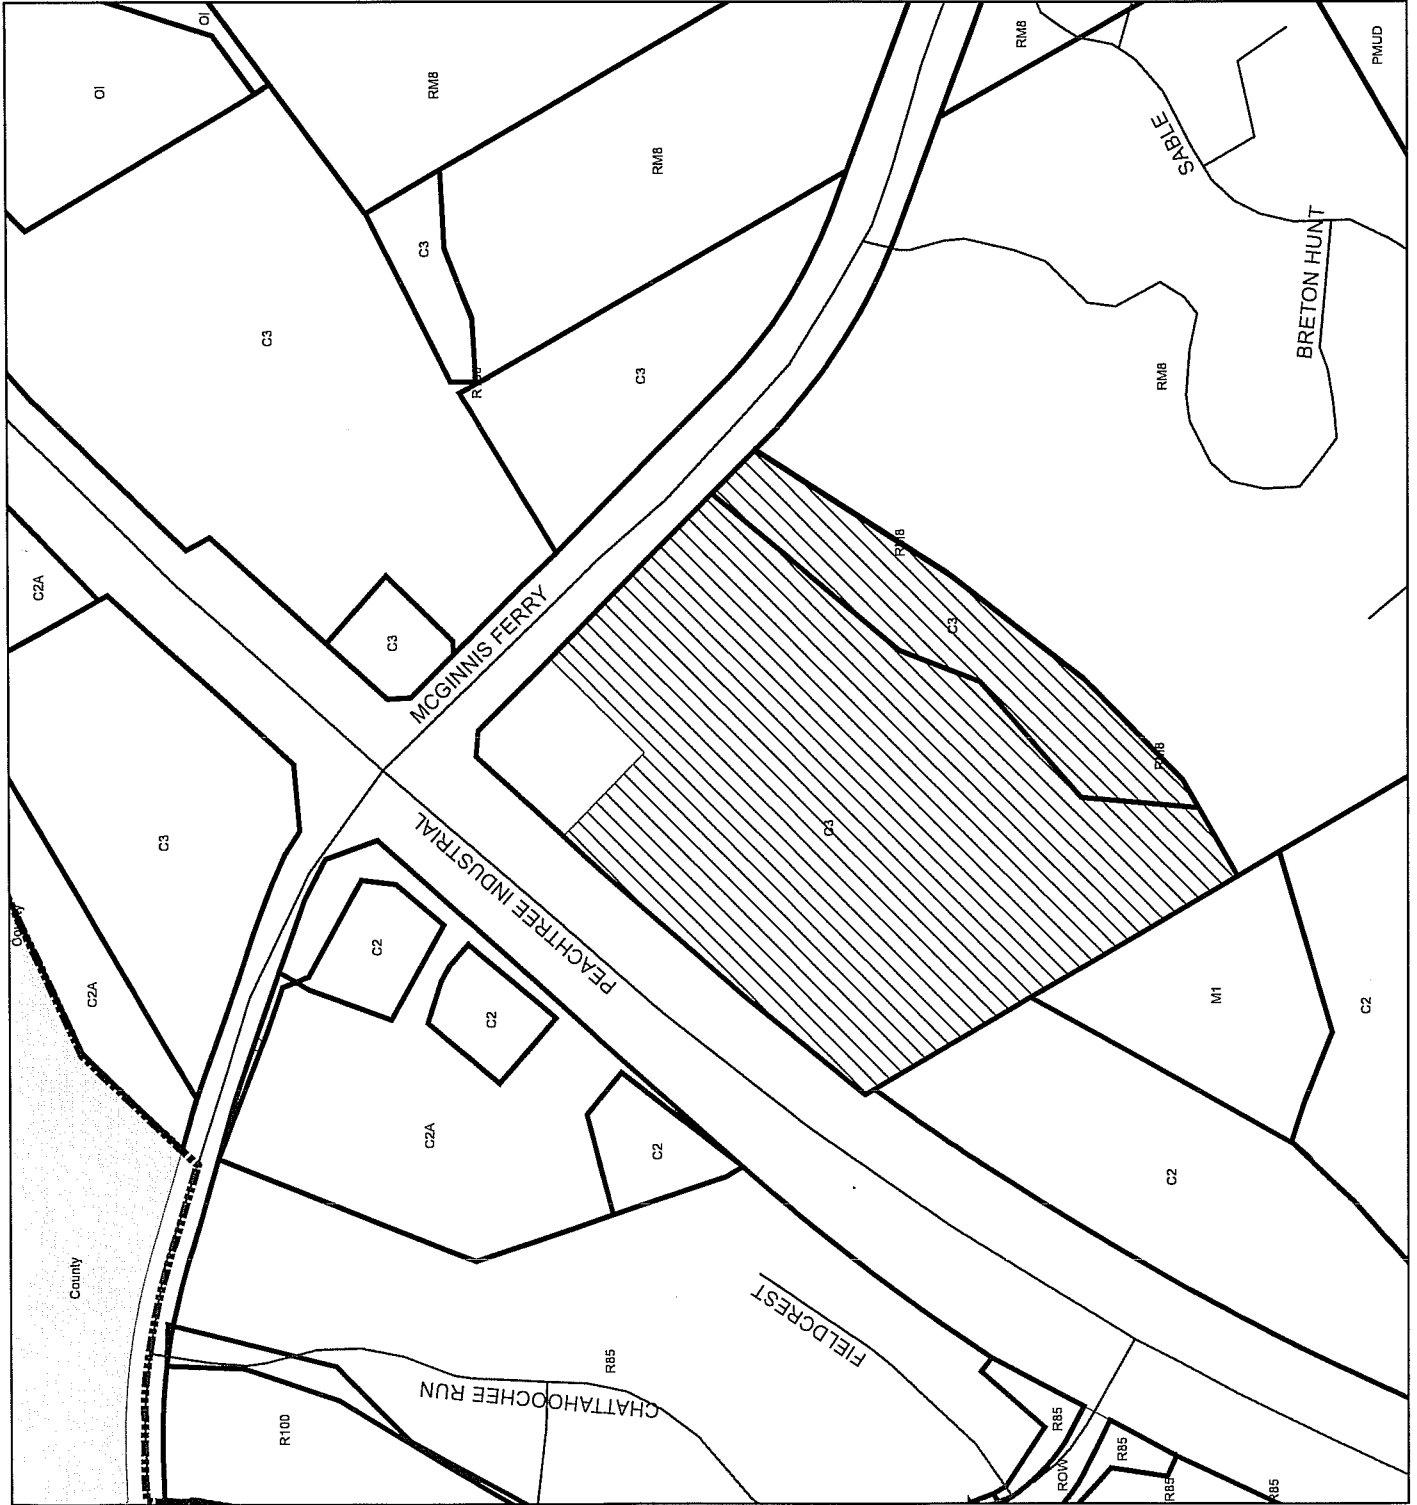 OI
OI
RM8
RM8
PMUD
RM8
SABLE
C3
C3
BRETON HUNT
C3
RM8
C2A
RM8
MCGINNIS FERRY
C3
C3
RM8
C3
C3
PEACHTREE INDUSTRIAL
County
C2
C2A
C2
M1
C2
C2A
C2
C2
County
FIELDCREST
R85
CHATTAHOOCHEE RUN
R100
R85
R85
ROW
R85
R85